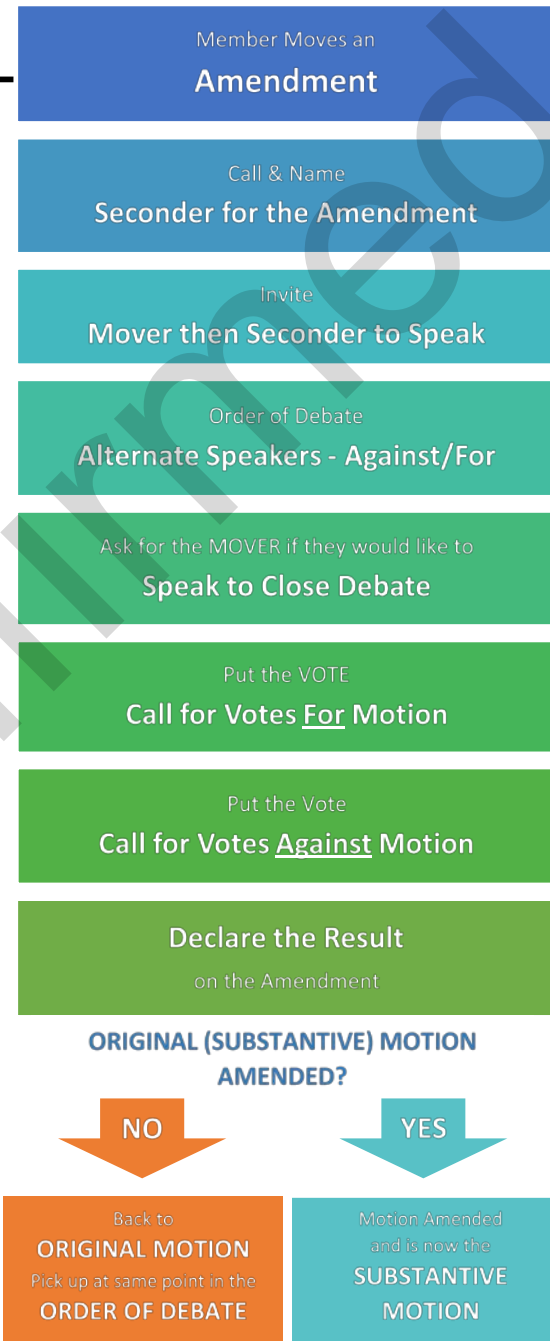 Member Moves an
Amendment
Call & Name
Seconder for the Amendment
Invite
Mover then Seconder to Speak
Order of Debate
Alternate Speakers - Against/For
Ask for the MOVER if they would like to
Speak to Close Debate
Put the VOTE
Call for Votes For Motion
Put the Vote
Call for Votes Against Motion
Declare the Result
on the Amendment
ORIGINAL (SUBSTANTIVE) MOTION
AMENDED?
NO
YES
Back to
ORIGINAL MOTION
Pick up at same point in the
ORDER OF DEBATE
Motion Amended
and is now the
SUBSTANTIVE
MOTION